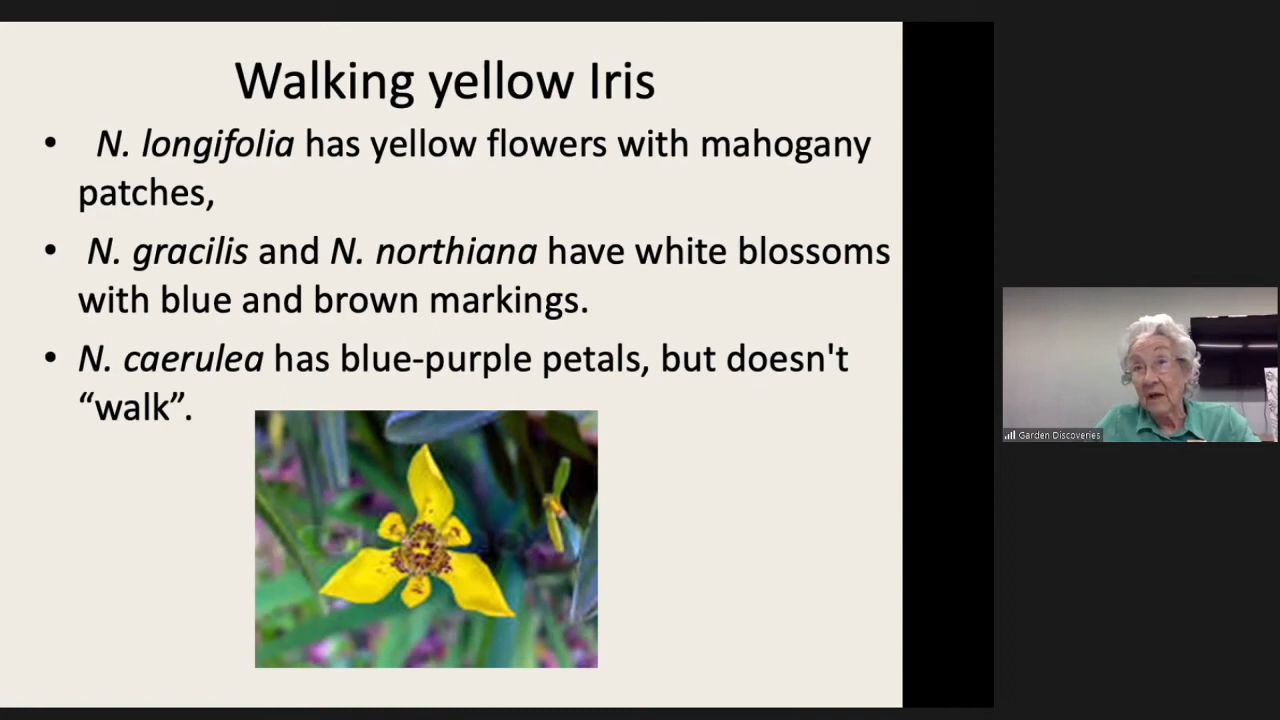 Walking yellow Iris
• N. longifolia has yellow flowers with mahogany
patches,
• N. gracilis and N. northiana have white blossoms
with blue and brown markings.
• N. caerulea has blue-purple petals, but doesn't
“walk”.
Garden Discoveries